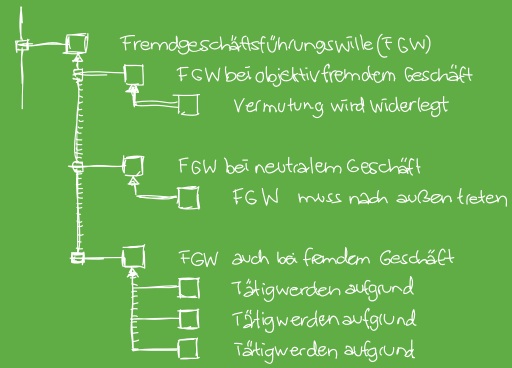 Fremdgeschäftsführungswille (FGW)
FGW bei objektiv fremdem Geschäft
Vermutung wird widerlegt
FGW bei neutralem Geschäft
FGW muss nach außen treten
FGW auch bei fremdem Geschäft
Tätigwerden aufgrund
Tätigwerden aufgrund
Tätigwerden aufgrund